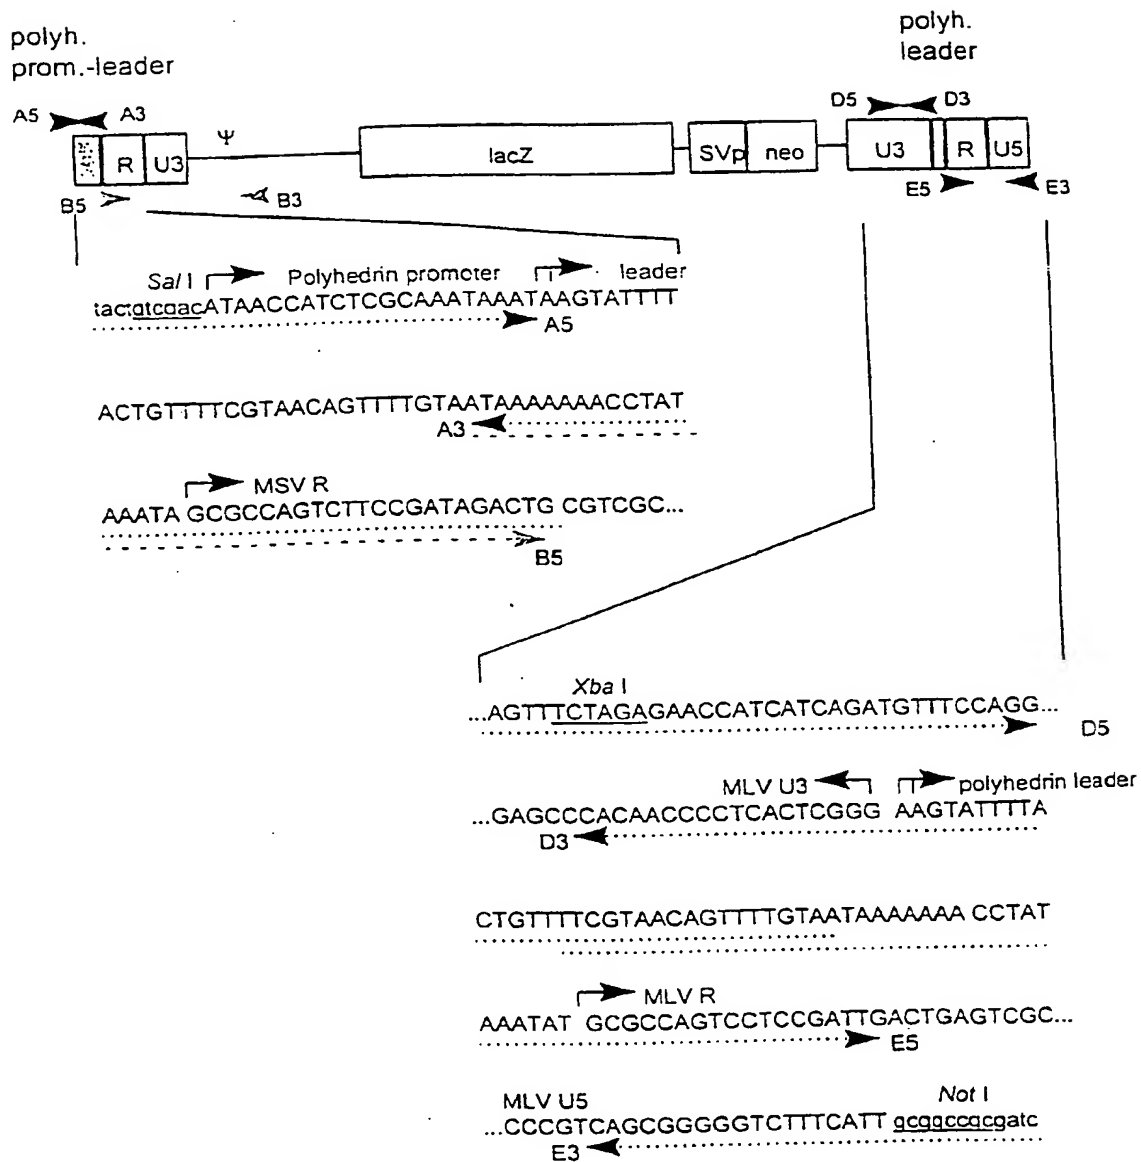 polyh.
prom.-leader
polyh.
leader
A5
A3
D5
D3
R
U3
Ψ
lacZ
SVp
neo
U3
R
U5
B5
B3
E5
E3
Sal I
Polyhedrin promoter
leader
tactgtcgacATAACCATCTCGCAAATAAATAAGTATTTT
A5
ACTGTTTTCGTAACAGTTTTGTAATAAAAAAACCTAT
A3
MSV R
AAATA GCGCCAGTCTTCCGATAGACTG CGTCGC...
B5
Xba I
...AGTTTCTAGAGAACCATCATCAGATGTTTCCAGG...
D5
MLV U3
polyhedrin leader
...GAGCCCACAACCCCTCACTCGGG AAGTATTTTA
D3
CTGTTTTCGTAACAGTTTTGTAATAAAAAAA CCTAT
MLV R
AAATAT GCGCCAGTCCTCCGATTGACTGAGTCGC...
E5
MLV U5
Not I
...CCCGTCAGCGGGGGTCTTTCATT gcggccgcgatc
E3